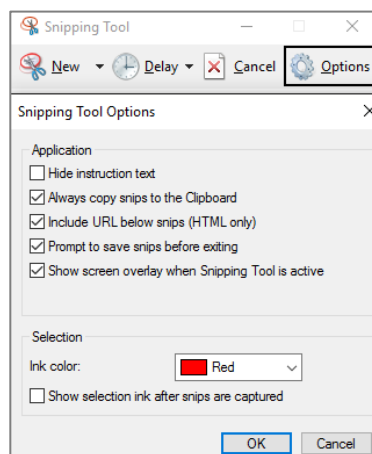 Snipping Tool
New Delay Cancel Options
Snipping Tool Options
Application
Hide instruction text
Always copy snips to the Clipboard
Include URL below snips (HTML only)
Prompt to save snips before exiting
Show screen overlay when Snipping Tool is active
Selection
Ink color: Red
Show selection ink after snips are captured
OK Cancel